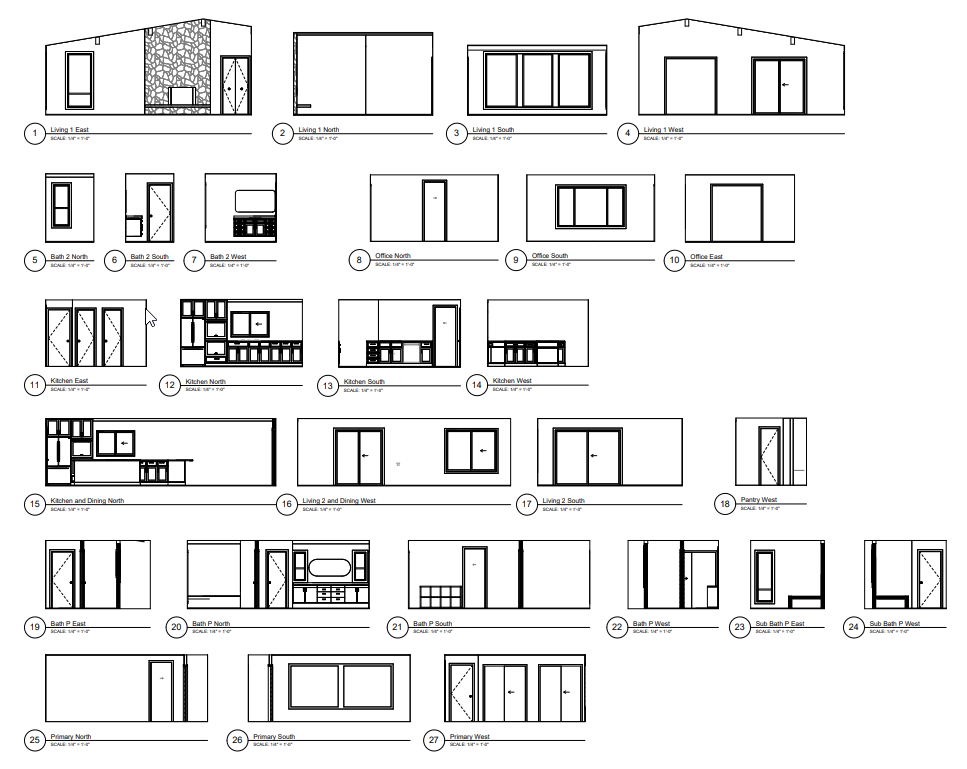 1 Living 1 East
SCALE: 1/4" = 1'-0"
2 Living 1 North
SCALE: 1/4" = 1'-0"
3 Living 1 South
SCALE: 1/4" = 1'-0"
4 Living 1 West
SCALE: 1/4" = 1'-0"
5 Bath 2 North
SCALE: 1/4" = 1'-0"
6 Bath 2 South
SCALE: 1/4" = 1'-0"
7 Bath 2 West
SCALE: 1/4" = 1'-0"
8 Office North
SCALE: 1/4" = 1'-0"
9 Office South
SCALE: 1/4" = 1'-0"
10 Office East
SCALE: 1/4" = 1'-0"
11 Kitchen East
SCALE: 1/4" = 1'-0"
12 Kitchen North
SCALE: 1/4" = 1'-0"
13 Kitchen South
SCALE: 1/4" = 1'-0"
14 Kitchen West
SCALE: 1/4" = 1'-0"
15 Kitchen and Dining North
SCALE: 1/4" = 1'-0"
16 Living 2 and Dining West
SCALE: 1/4" = 1'-0"
17 Living 2 South
SCALE: 1/4" = 1'-0"
18 Pantry West
SCALE: 1/4" = 1'-0"
19 Bath P East
SCALE: 1/4" = 1'-0"
20 Bath P North
SCALE: 1/4" = 1'-0"
21 Bath P South
SCALE: 1/4" = 1'-0"
22 Bath P West
SCALE: 1/4" = 1'-0"
23 Sub Bath P East
SCALE: 1/4" = 1'-0"
24 Sub Bath P West
SCALE: 1/4" = 1'-0"
25 Primary North
SCALE: 1/4" = 1'-0"
26 Primary South
SCALE: 1/4" = 1'-0"
27 Primary West
SCALE: 1/4" = 1'-0"